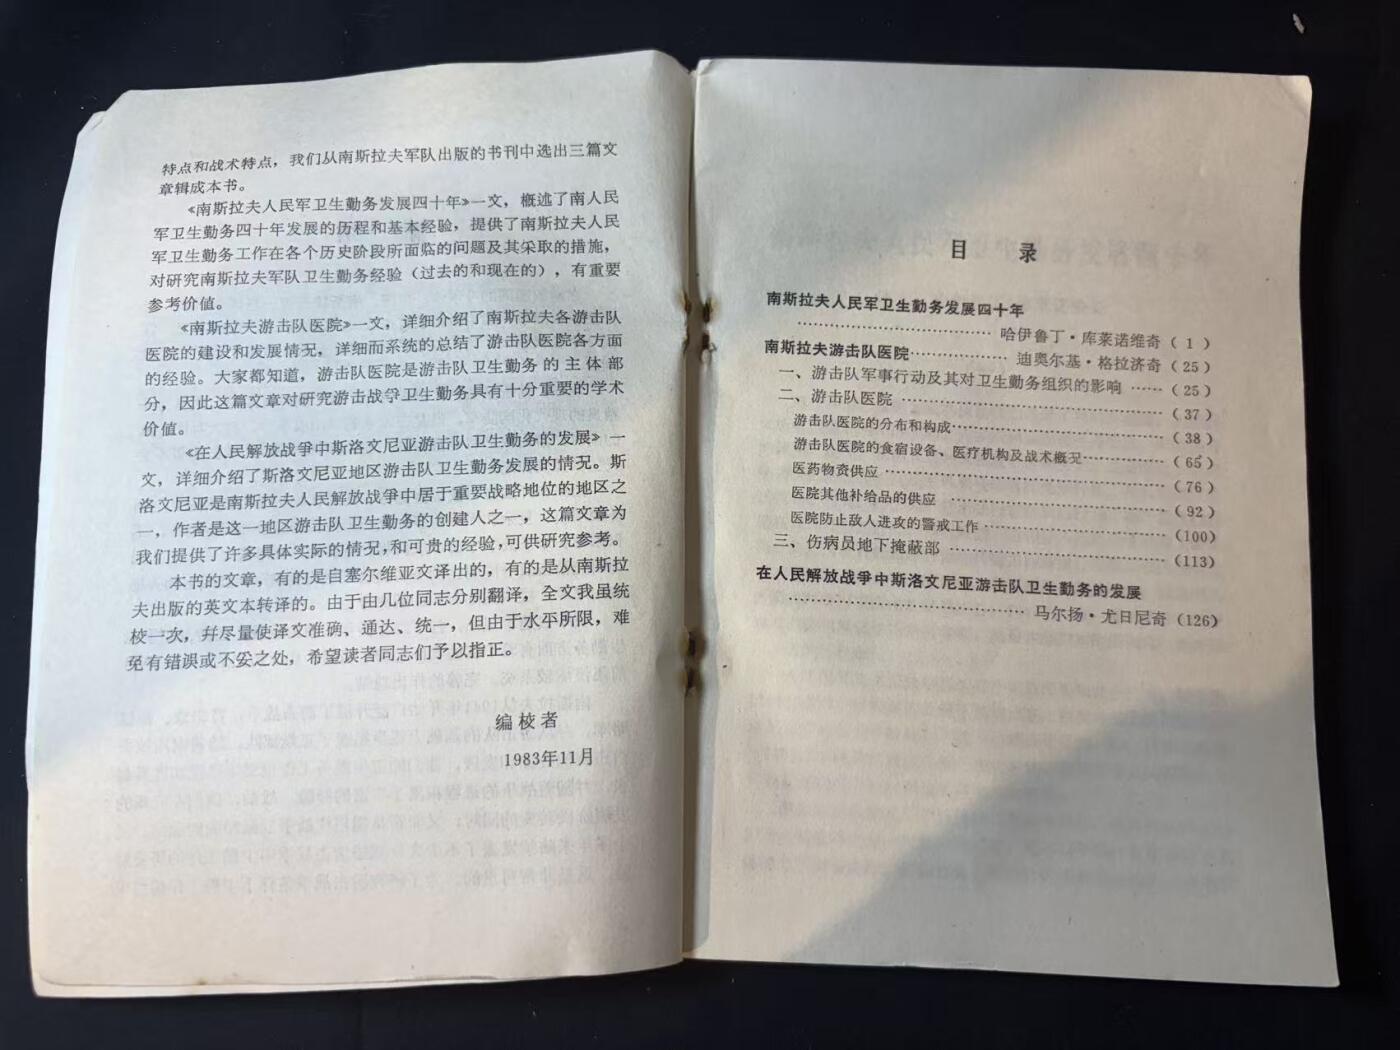 特点和战术特点，我们从南斯拉夫军队出版的书刊中选出三篇文
章辑成本书。
《南斯拉夫人民军卫生勤务发展四十年》一文，概述了南人民
军卫生勤务四十年发展的历程和基本经验，提供了南斯拉夫人民
军卫生勤务工作在各个历史阶段所面临的问题及其采取的措施，
对研究南斯拉夫军队卫生勤务经验（过去的和现在的），有重要
参考价值。
《南斯拉夫游击队医院》一文，详细介绍了南斯拉夫各游击队
医院的建设和发展情况，详细而系统的总结了游击队医院各方面
的经验。大家都知道，游击队医院是游击队卫生勤务的主体部
分，因此这篇文章对研究游击战争卫生勤务具有十分重要的学术
价值。
《在人民解放战争中斯洛文尼亚游击队卫生勤务的发展》一
文，详细介绍了斯洛文尼亚地区游击队卫生勤务发展的情况。斯
洛文尼亚是南斯拉夫人民解放战争中居于重要战略地位的地区之
一，作者是这一地区游击队卫生勤务的创建人之一，这篇文章为
我们提供了许多具体实际的情况，和可贵的经验，可供研究参考。
本书的文章，有的是自塞尔维亚文译出的，有的是从南斯拉
夫出版的英文本转译的。由于由几位同志分别翻译，全文我虽统
校一次，并尽量使译文准确、通达、统一，但由于水平所限，难
免有错误或不妥之处，希望读者同志们予以指正。
编校者
1983年11月
目 录
南斯拉夫人民军卫生勤务发展四十年
……………………………哈伊鲁丁·库莱诺维奇（ 1 ）
南斯拉夫游击队医院……………迪奥尔基·格拉济奇（ 25 ）
一、游击队军事行动及其对卫生勤务组织的影响 ……（ 25 ）
二、游击队医院 ……………………………………（ 37 ）
游击队医院的分布和构成……………………………（ 38 ）
游击队医院的食宿设备、医疗机构及战术概况…………（ 65 ）
医药物资供应 ………………………………………（ 76 ）
医院其他补给品的供应 ……………………………（ 92 ）
医院防止敌人进攻的警戒工作 ………………………（100）
三、伤病员地下掩蔽部 ………………………………（113）
在人民解放战争中斯洛文尼亚游击队卫生勤务的发展
………………………………………马尔扬·尤日尼奇（126）